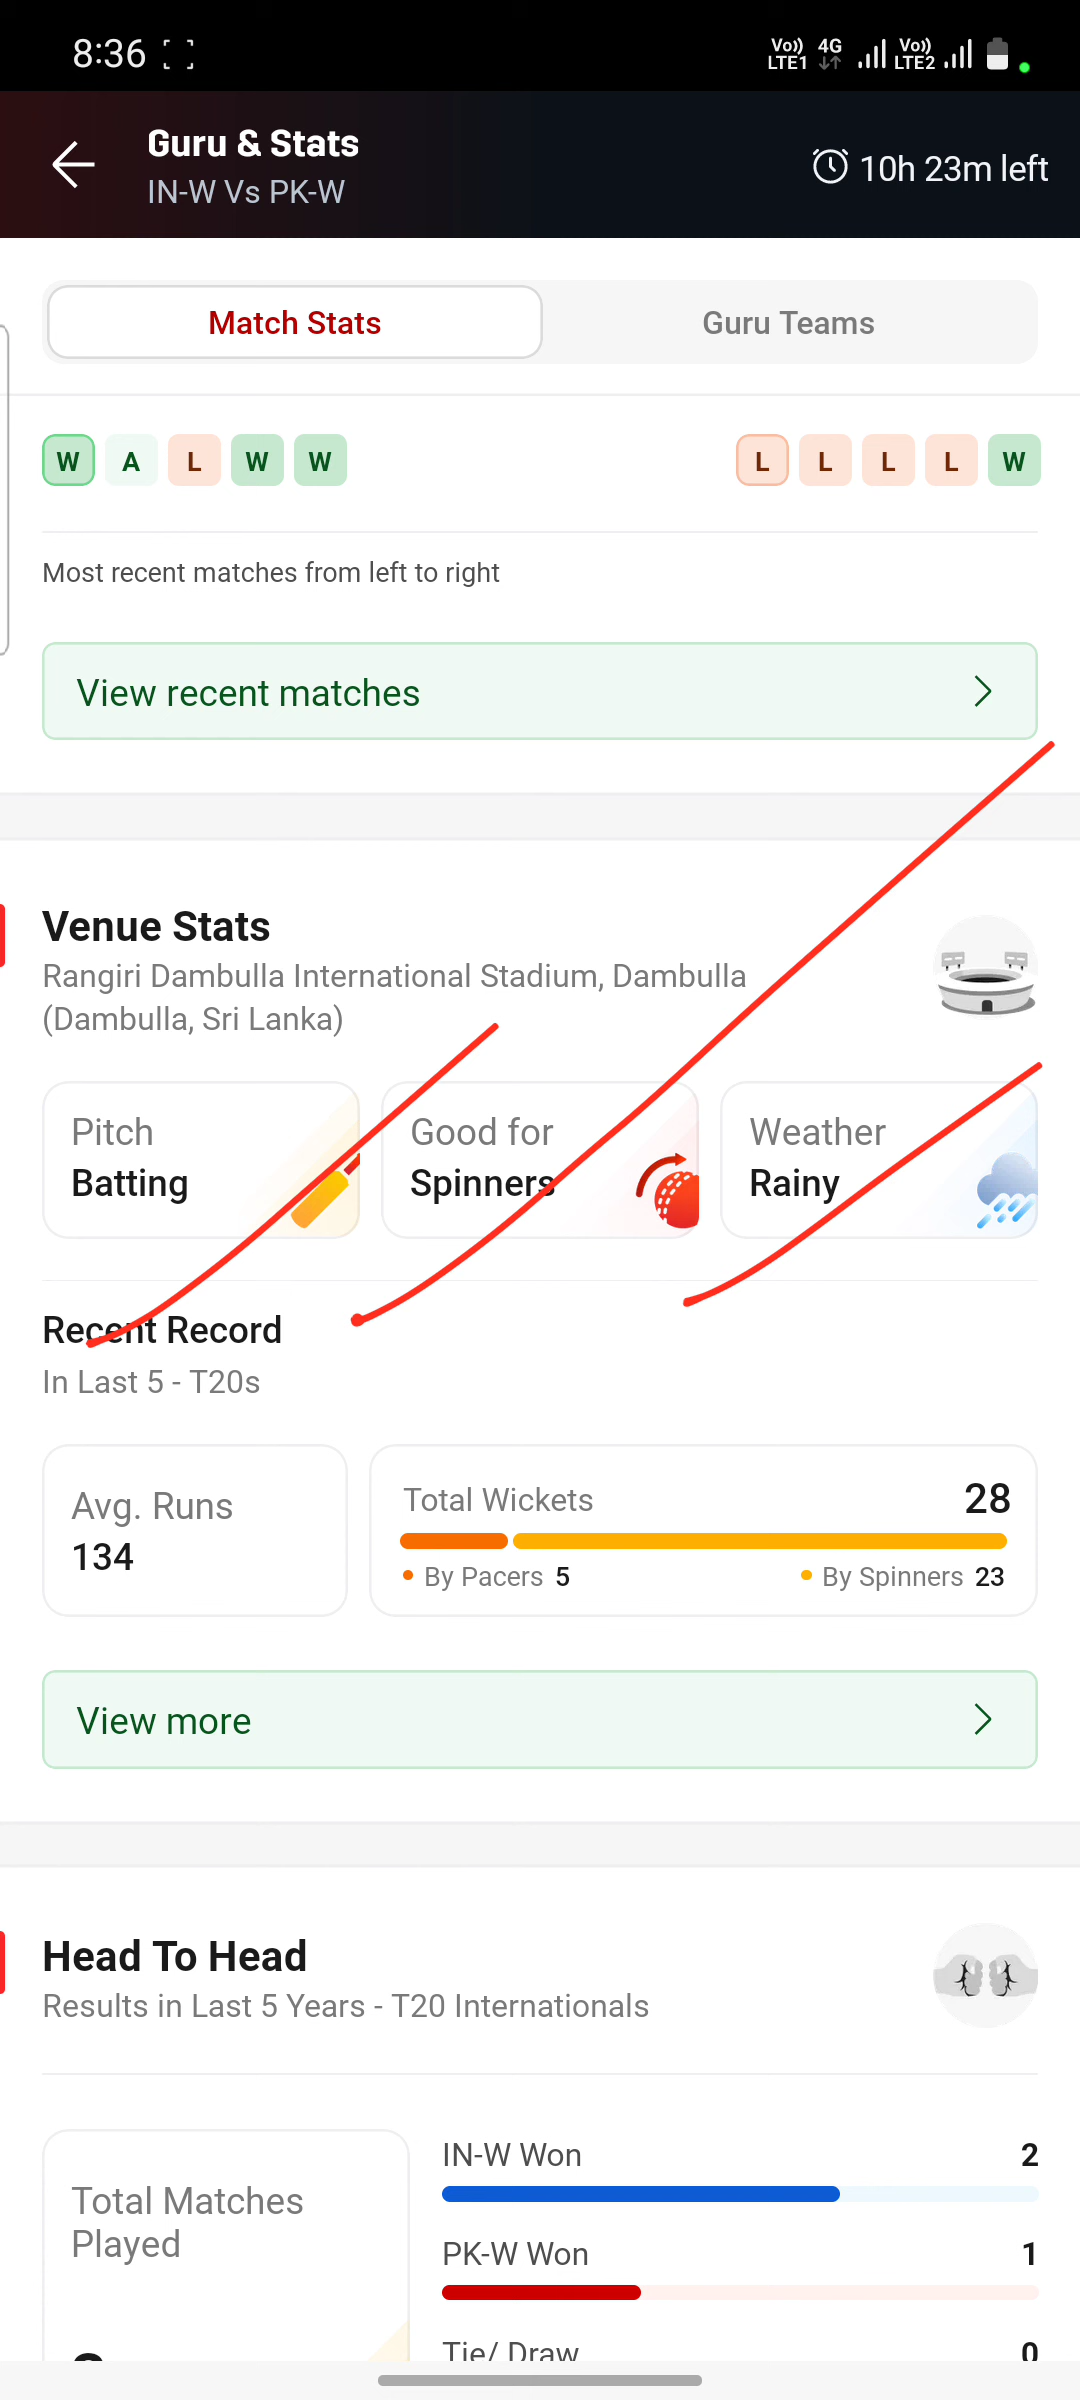 8:36
Vo)) LTE1 4G Vo)) LTE2
Guru & Stats
IN-W Vs PK-W
10h 23m left
Match Stats
Guru Teams
W A L W W
L L L L W
Most recent matches from left to right
View recent matches
Venue Stats
Rangiri Dambulla International Stadium, Dambulla
(Dambulla, Sri Lanka)
Pitch
Batting
Good for
Spinners
Weather
Rainy
Recent Record
In Last 5 - T20s
Avg. Runs
134
Total Wickets 28
By Pacers 5
By Spinners 23
View more
Head To Head
Results in Last 5 Years - T20 Internationals
Total Matches
Played
IN-W Won 2
PK-W Won 1
Tie/ Draw 0